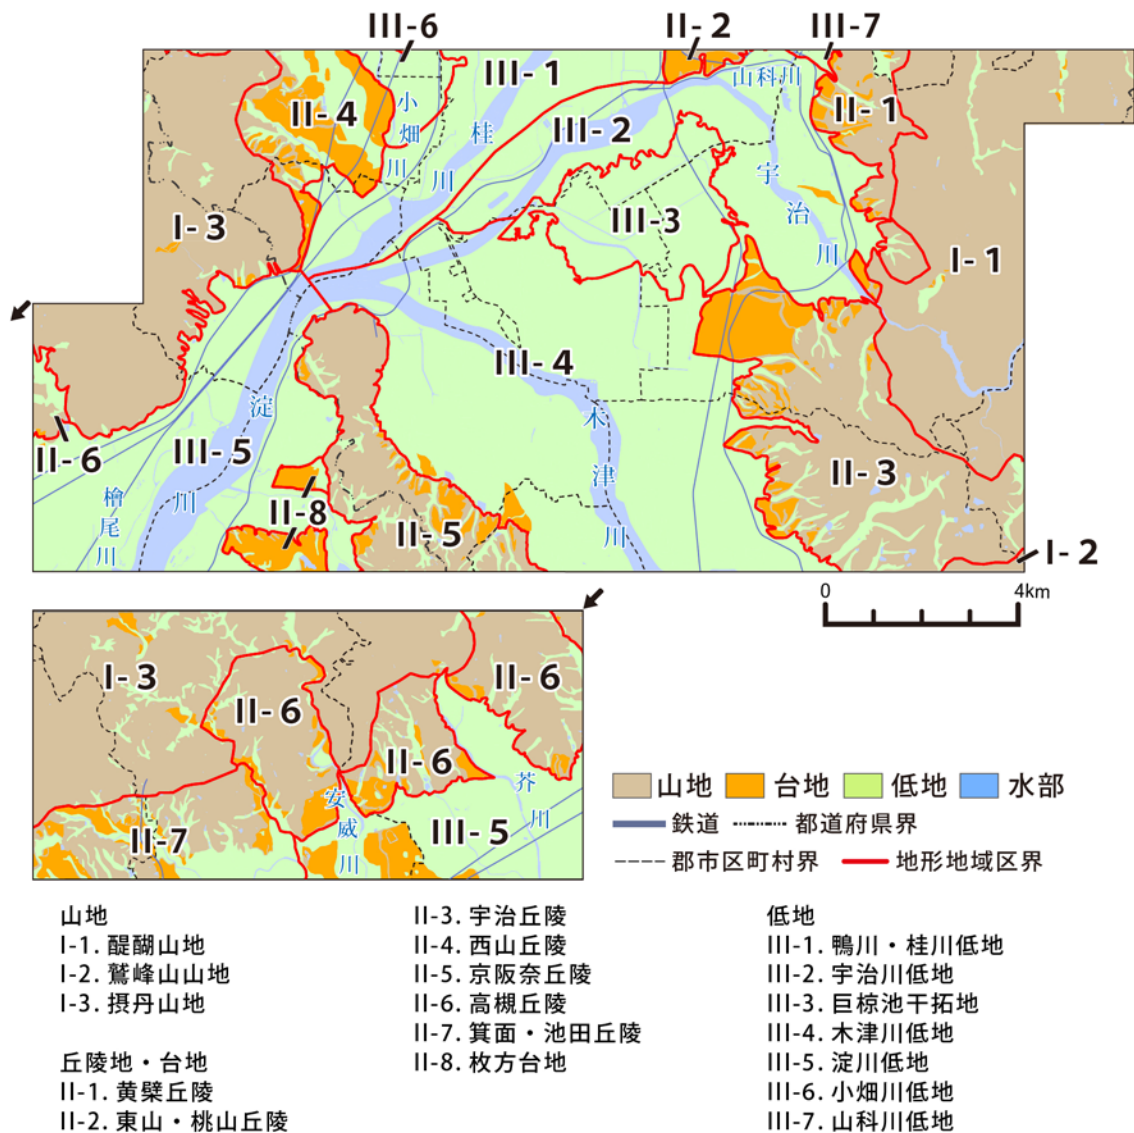 III-6
II-2
III-7
III-1
山科川
II-4
小畑川
桂川
III-2
II-1
宇治川
I-3
III-3
I-1
III-4
淀川
木津川
II-6
III-5
II-3
檜尾川
II-8
II-5
I-2
0 4km
I-3
II-6
II-6
II-6
芥川
安威川
II-7
III-5
山地 台地 低地 水部
鉄道 都道府県界
郡市区町村界 地形地域区界
山地
I-1. 醍醐山地
I-2. 鷲峰山山地
I-3. 摂丹山地
丘陵地・台地
II-1. 黄檗丘陵
II-2. 東山・桃山丘陵
II-3. 宇治丘陵
II-4. 西山丘陵
II-5. 京阪奈丘陵
II-6. 高槻丘陵
II-7. 箕面・池田丘陵
II-8. 枚方台地
低地
III-1. 鴨川・桂川低地
III-2. 宇治川低地
III-3. 巨椋池干拓地
III-4. 木津川低地
III-5. 淀川低地
III-6. 小畑川低地
III-7. 山科川低地